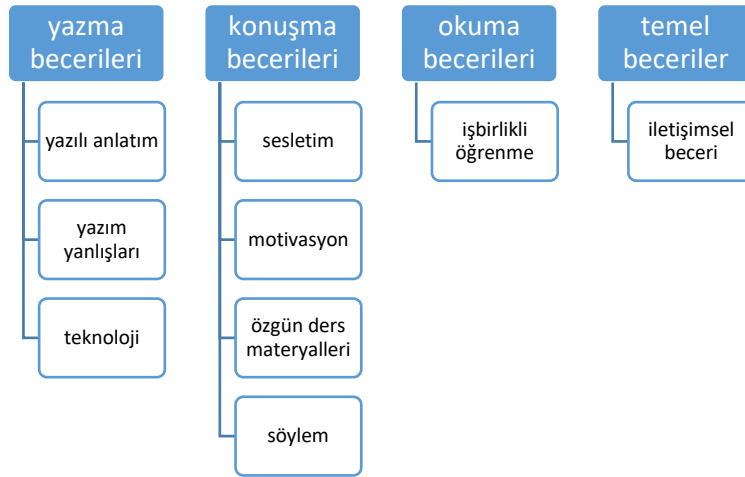 yazma
becerileri
yazılı anlatım
yazım
yanlışları
teknoloji
konuşma
becerileri
sesletim
motivasyon
özgün ders
materyalleri
söylem
okuma
becerileri
işbirlikli
öğrenme
temel
beceriler
iletişimsel
beceri